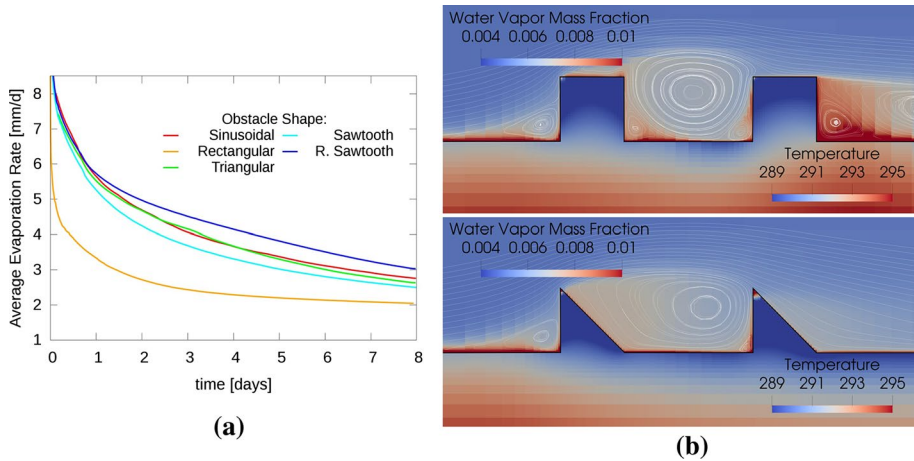 (a)
Average Evaporation Rate [mm/d]
8
7
6
5
4
3
2
1
Obstacle Shape:
Sinusoidal
Sawtooth
Rectangular
R. Sawtooth
Triangular
0 1 2 3 4 5 6 7 8
time [days]
(a)
Water Vapor Mass Fraction
0.004 0.006 0.008 0.01
Temperature
289 291 293 295
Water Vapor Mass Fraction
0.004 0.006 0.008 0.01
Temperature
289 291 293 295
(b)
(b)